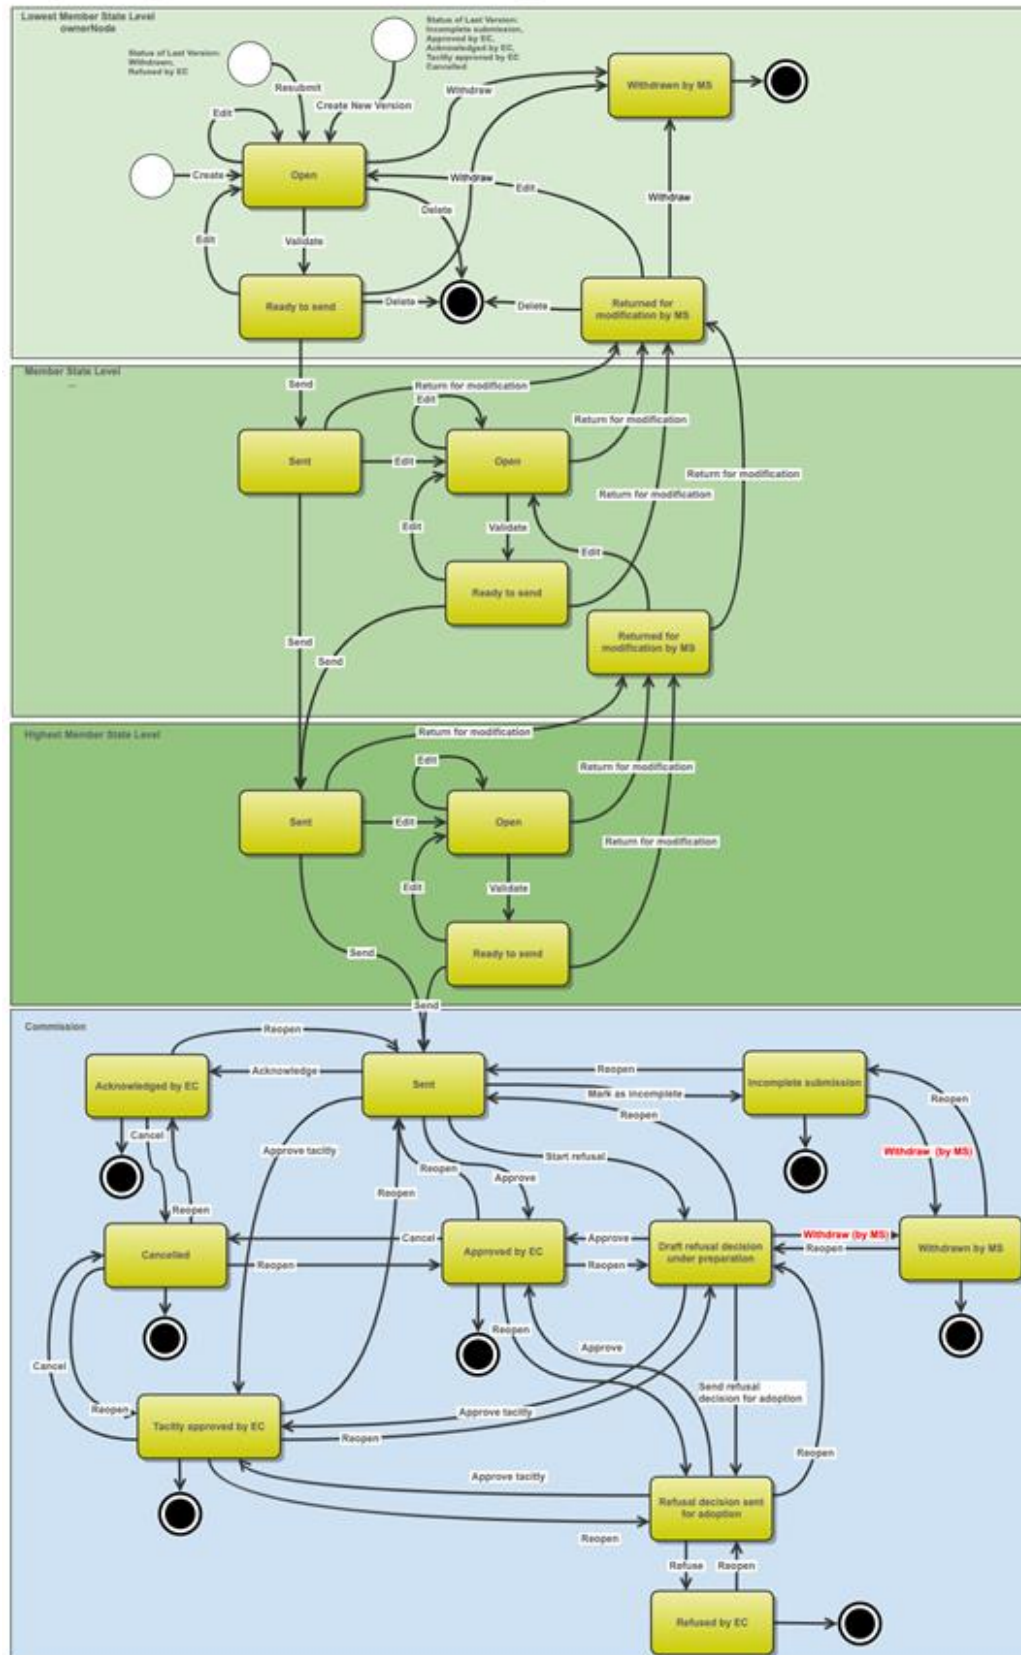 Lowest Member State Level
ownerNode
Status of Last Version:
Incomplete submission,
Approved by EC,
Acknowledged by EC,
Tacitly approved by EC
Cancelled
Status of Last Version:
Withdrawn,
Refused by EC
Resubmit
Create New Version
Withdraw
Withdrawn by MS
Edit
Create
Open
Withdraw
Edit
Withdraw
Delete
Edit
Validate
Ready to send
Delete
Delete
Returned for
modification by MS
Member State Level
...
Send
Return for modification
Edit
Return for modification
Sent
Edit
Open
Return for modification
Return for modification
Edit
Validate
Edit
Ready to send
Returned for
modification by MS
Send
Send
Highest Member State Level
Return for modification
Edit
Return for modification
Sent
Edit
Open
Return for modification
Edit
Validate
Send
Ready to send
Send
Commission
Reopen
Acknowledged by EC
Acknowledge
Sent
Reopen
Incomplete submission
Mark as incomplete
Reopen
Reopen
Cancel
Approve tacitly
Start refusal
Withdraw (by MS)
Reopen
Approve
Reopen
Reopen
Cancelled
Cancel
Approved by EC
Approve
Draft refusal decision
under preparation
Withdraw (by MS)
Reopen
Withdrawn by MS
Reopen
Reopen
Reopen
Approve
Cancel
Send refusal
decision for adoption
Reopen
Approve tacitly
Tacitly approved by EC
Reopen
Reopen
Approve tacitly
Refusal decision sent
for adoption
Reopen
Refuse
Reopen
Refused by EC